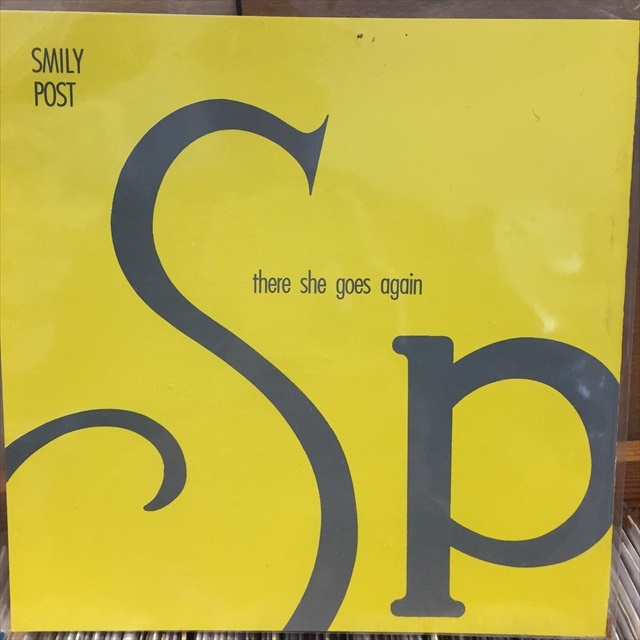 SMILY
POST
there she goes again
Sp